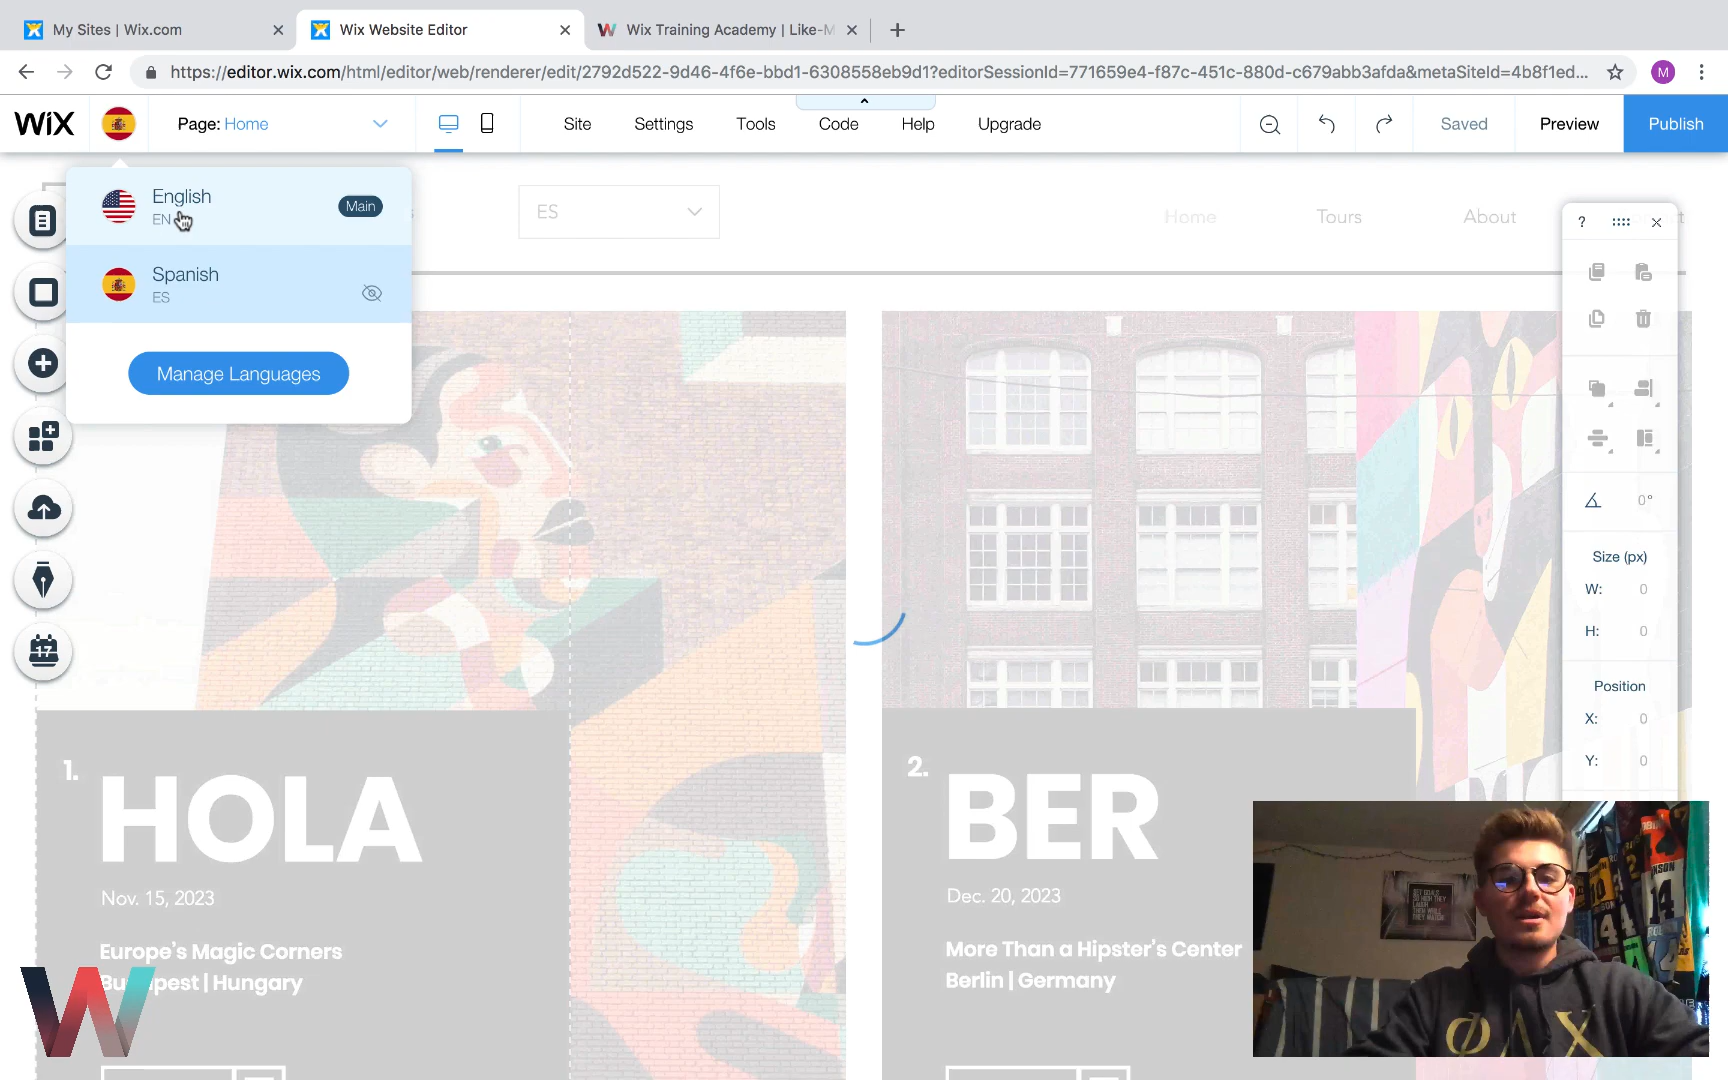 My Sites | Wix.com
Wix Website Editor
Wix Training Academy | Like-M
https://editor.wix.com/html/editor/web/renderer/edit/2792d522-9d46-4f6e-bbd1-6308558eb9d1?editorSessionId=771659e4-f87c-451c-880d-c679abb3afda&metaSiteId=4b8f1ed...
M
WiX
Page: Home
Site
Settings
Tools
Code
Help
Upgrade
Saved
Preview
Publish
English
EN
Main
Spanish
ES
Manage Languages
ES
Home
Tours
About
?
0°
Size (px)
W: 0
H: 0
Position
X: 0
Y: 0
17
1.
HOLA
Nov. 15, 2023
Europe's Magic Corners
Budapest | Hungary
2.
BER
Dec. 20, 2023
More Than a Hipster's Center
Berlin | Germany
W
ΦΛΧ